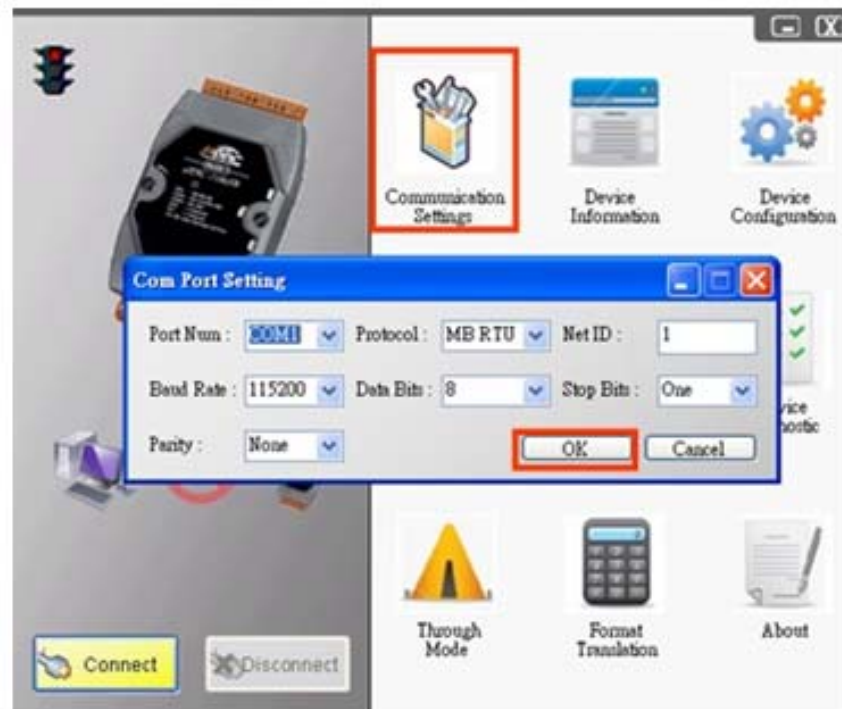 Communication
Settings
Device
Information
Device
Configuration
Com Port Setting
Port Num : COM1 Protocol : MB RTU Net ID : 1
Baud Rate : 115200 Data Bits : 8 Stop Bits : One
Parity : None OK Cancel
Through
Mode
Format
Translation
About
Connect
Disconnect